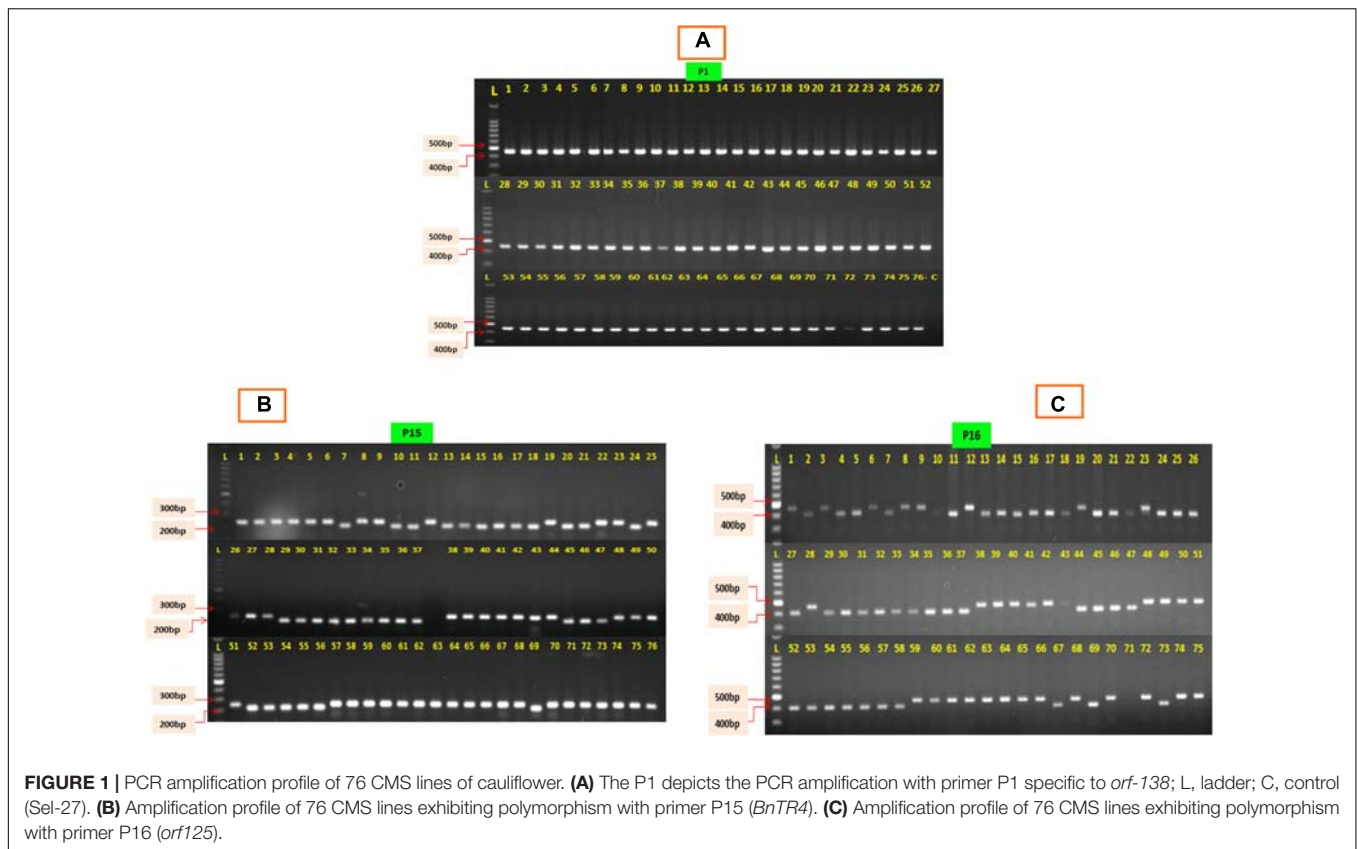 A
P1
L 1 2 3 4 5 6 7 8 9 10 11 12 13 14 15 16 17 18 19 20 21 22 23 24 25 26 27
500bp
400bp
L 28 29 30 31 32 33 34 35 36 37 38 39 40 41 42 43 44 45 46 47 48 49 50 51 52
500bp
400bp
L 53 54 55 56 57 58 59 60 61 62 63 64 65 66 67 68 69 70 71 72 73 74 75 76 C
500bp
400bp
B
P15
L 1 2 3 4 5 6 7 8 9 10 11 12 13 14 15 16 17 18 19 20 21 22 23 24 25
300bp
200bp
L 26 27 28 29 30 31 32 33 34 35 36 37 38 39 40 41 42 43 44 45 46 47 48 49 50
300bp
200bp
L 51 52 53 54 55 56 57 58 59 60 61 62 63 64 65 66 67 68 69 70 71 72 73 74 75 76
300bp
200bp
C
P16
L 1 2 3 4 5 6 7 8 9 10 11 12 13 14 15 16 17 18 19 20 21 22 23 24 25 26
500bp
400bp
L 27 28 29 30 31 32 33 34 35 36 37 38 39 40 41 42 43 44 45 46 47 48 49 50 51
500bp
400bp
L 52 53 54 55 56 57 58 59 60 61 62 63 64 65 66 67 68 69 70 71 72 73 74 75
500bp
400bp
FIGURE 1 | PCR amplification profile of 76 CMS lines of cauliflower. (A) The P1 depicts the PCR amplification with primer P1 specific to orf-138; L, ladder; C, control
(Sel-27). (B) Amplification profile of 76 CMS lines exhibiting polymorphism with primer P15 (BnTR4). (C) Amplification profile of 76 CMS lines exhibiting polymorphism
with primer P16 (orf125).